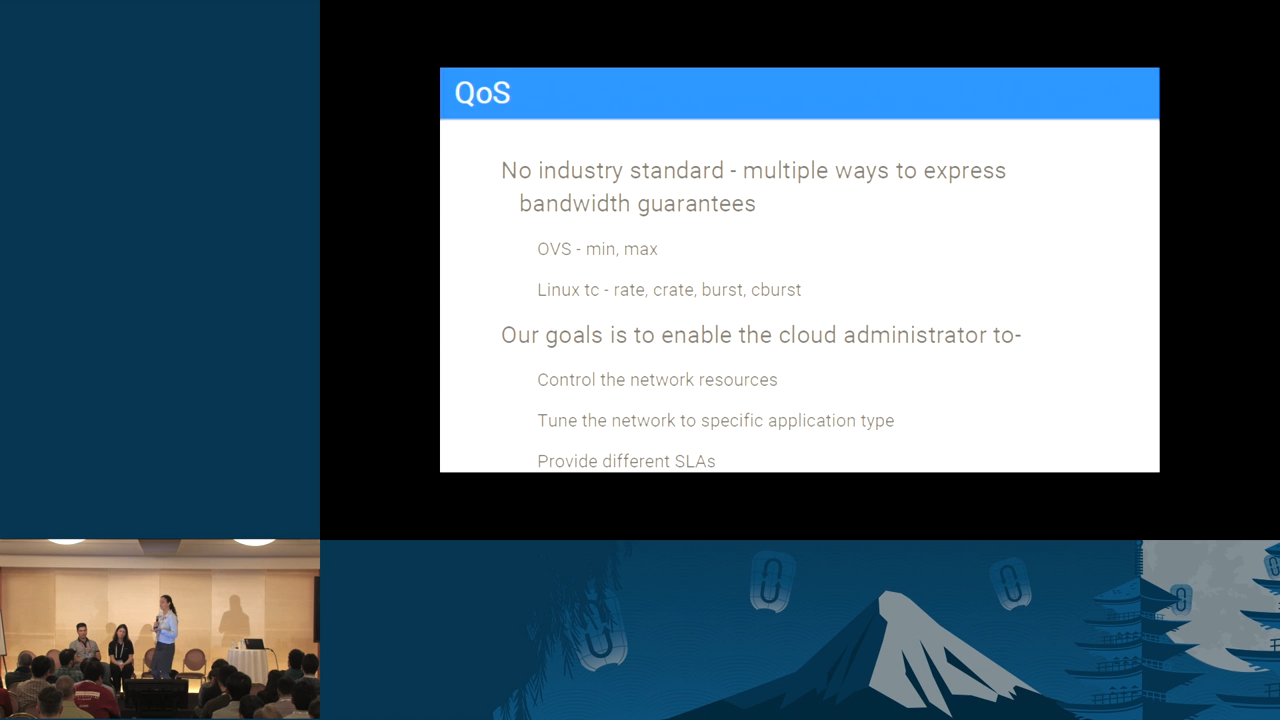 QoS
No industry standard - multiple ways to express
bandwidth guarantees
OVS - min, max
Linux tc - rate, crate, burst, cburst
Our goals is to enable the cloud administrator to-
Control the network resources
Tune the network to specific application type
Provide different SLAs